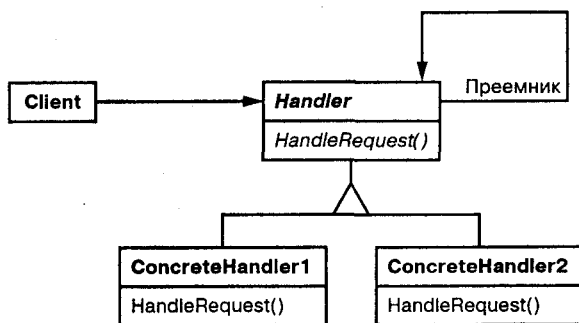 Client
Handler
Преемник
HandleRequest()
ConcreteHandler1
HandleRequest()
ConcreteHandler2
HandleRequest()